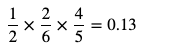 1/2 × 2/6 × 4/5 = 0.13